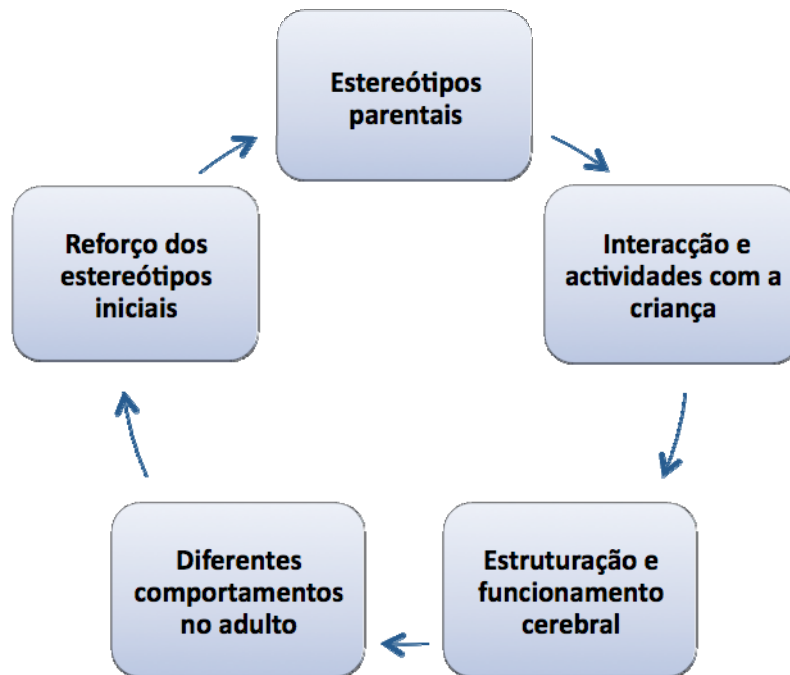 Estereótipos
parentais
Interacção e
actividades com a
criança
Estruturação e
funcionamento
cerebral
Diferentes
comportamentos
no adulto
Reforço dos
estereótipos
iniciais